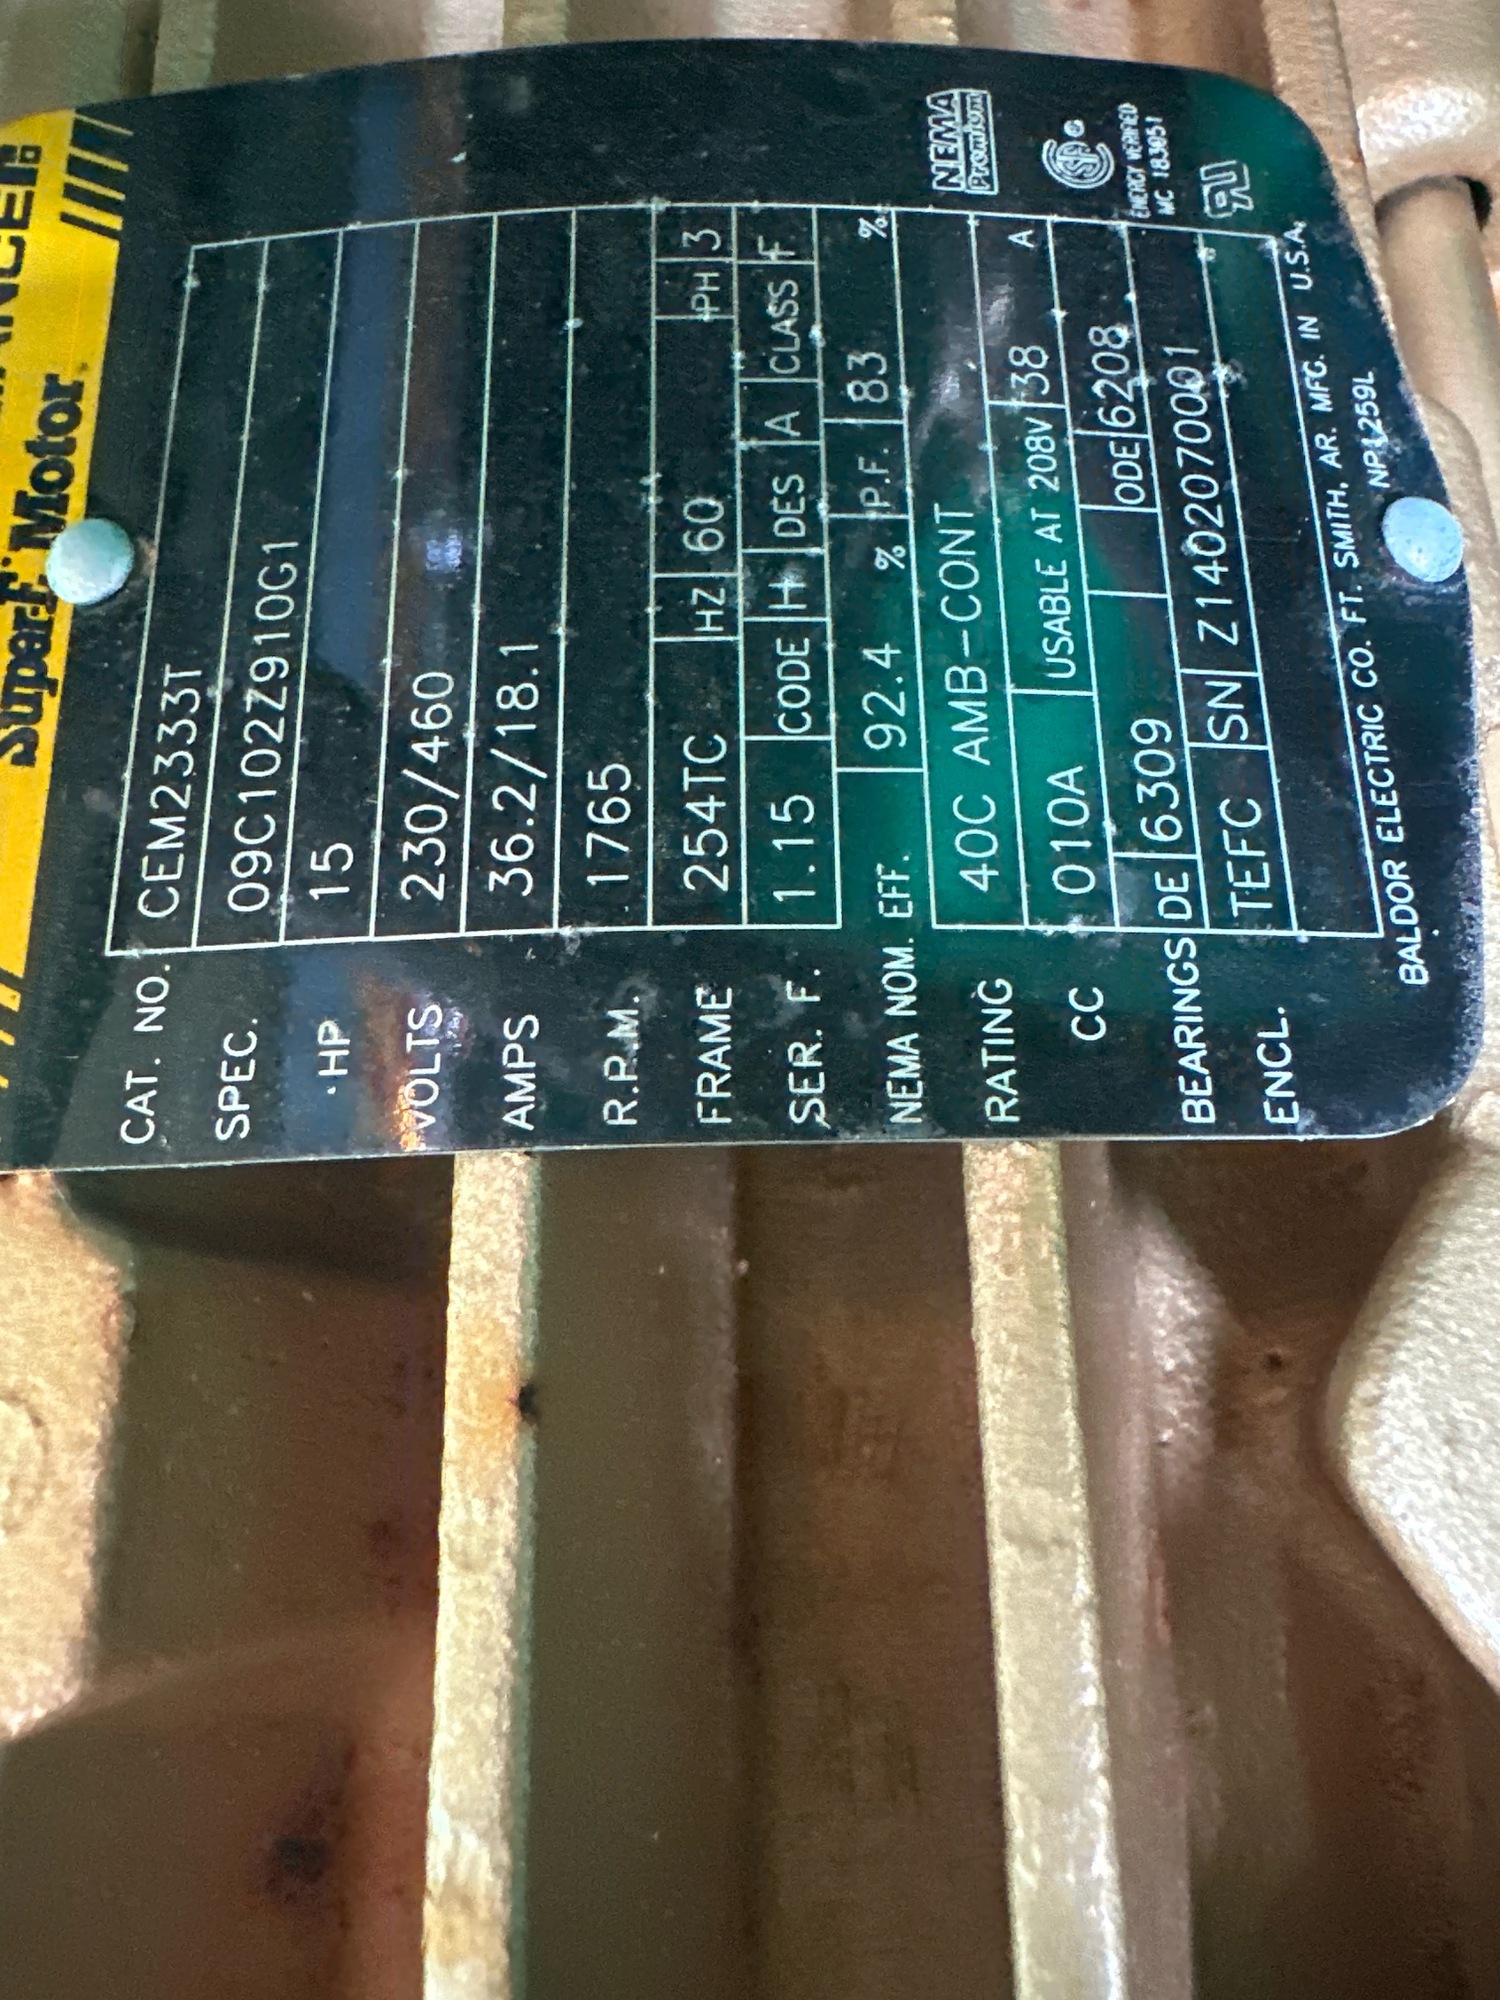 Super-E Motor
NEMA
Premium
ENERGY VERIFIED
MC 183051
CAT. NO. CEM2333T
SPEC. 09C102Z910G1
HP 15
VOLTS 230/460
AMPS 36.2/18.1
R.P.M. 1765
FRAME 254TC HZ 60 PH 3
SER. F. 1.15 CODE H DES A CLASS F
NEMA NOM. EFF. 92.4 % P.F. 83 %
RATING 40C AMB-CONT
CC 010A USABLE AT 208V 38 A
BEARINGS DE 6309 ODE 6208
ENCL. TEFC SN Z1402070001
BALDOR ELECTRIC CO. FT. SMITH, AR. MFG. IN U.S.A.
NP1259L